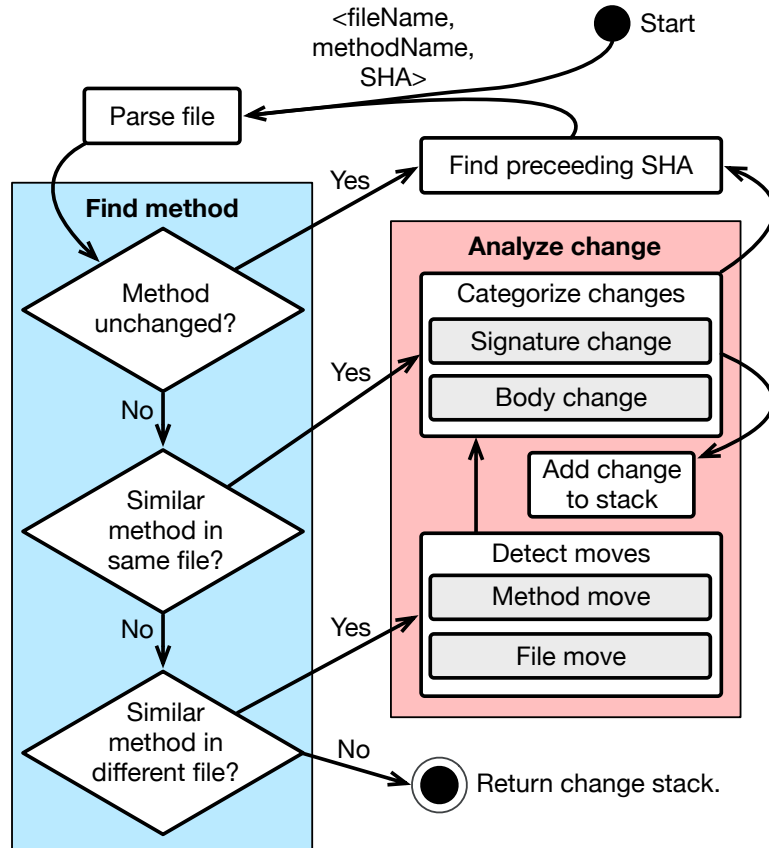 <fileName,
methodName,
SHA>
Start
Parse file
Find preceeding SHA
Yes
Find method
Method
unchanged?
No
Yes
Similar
method in
same file?
No
Yes
Similar
method in
different file?
No
Analyze change
Categorize changes
Signature change
Body change
Add change
to stack
Detect moves
Method move
File move
Return change stack.